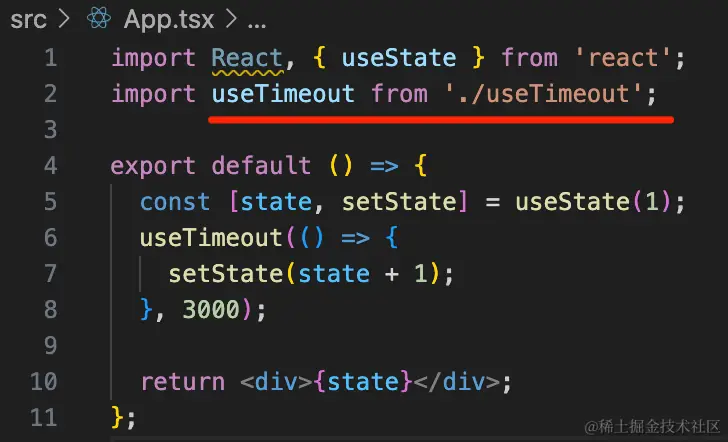 src > App.tsx > ...
1 import React, { useState } from 'react';
2 import useTimeout from './useTimeout';
3
4 export default () => {
5   const [state, setState] = useState(1);
6   useTimeout(() => {
7     setState(state + 1);
8   }, 3000);
9
10   return <div>{state}</div>;
11 };
@稀土掘金技术社区